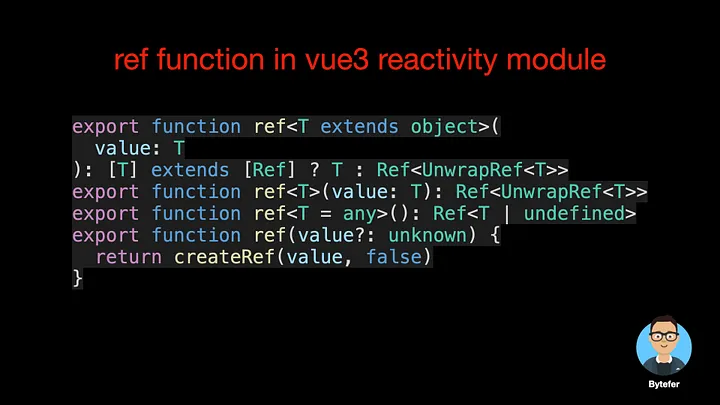 ref function in vue3 reactivity module
export function ref<T extends object>(
  value: T
): [T] extends [Ref] ? T : Ref<UnwrapRef<T>>
export function ref<T>(value: T): Ref<UnwrapRef<T>>
export function ref<T = any>(): Ref<T | undefined>
export function ref(value?: unknown) {
  return createRef(value, false)
}
Bytefer